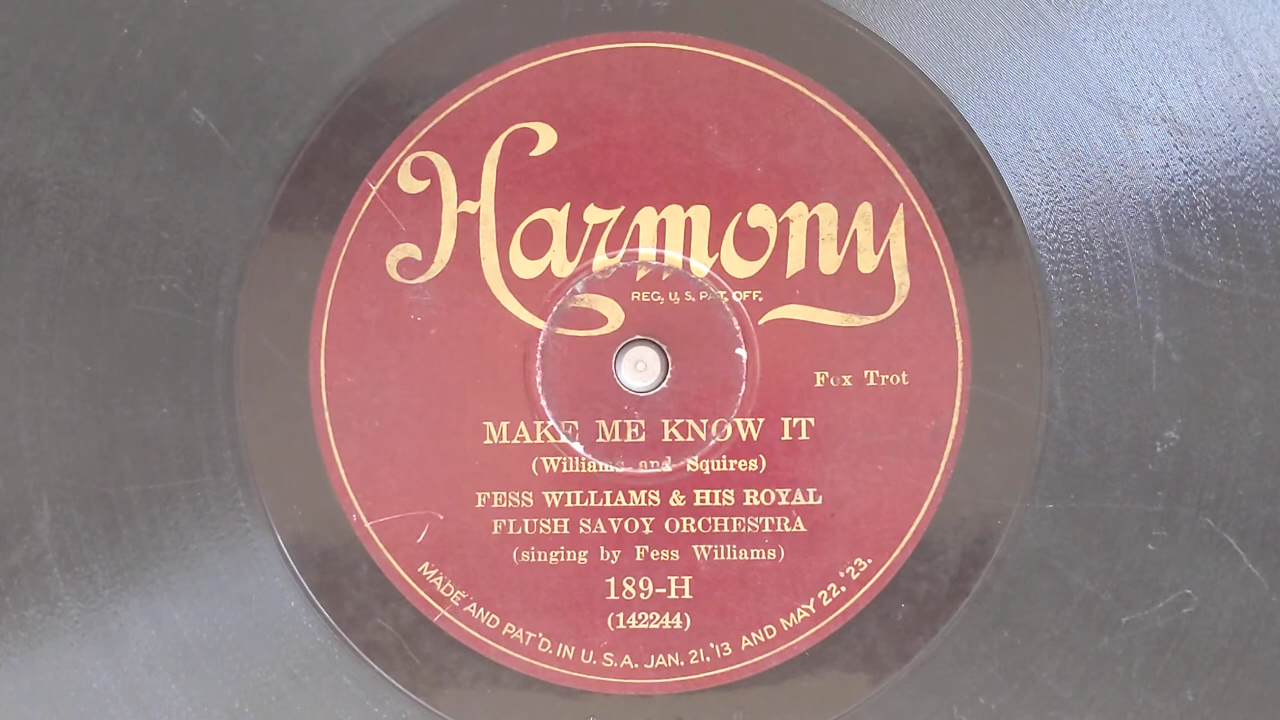 Harmony
REG. U. S. PAT. OFF.
Fox Trot
MAKE ME KNOW IT
(Williams and Squires)
FESS WILLIAMS & HIS ROYAL
FLUSH SAVOY ORCHESTRA
(singing by Fess Williams)
189-H
(142244)
MADE AND PAT'D. IN U. S. A. JAN. 21, '13 AND MAY 22, '23.